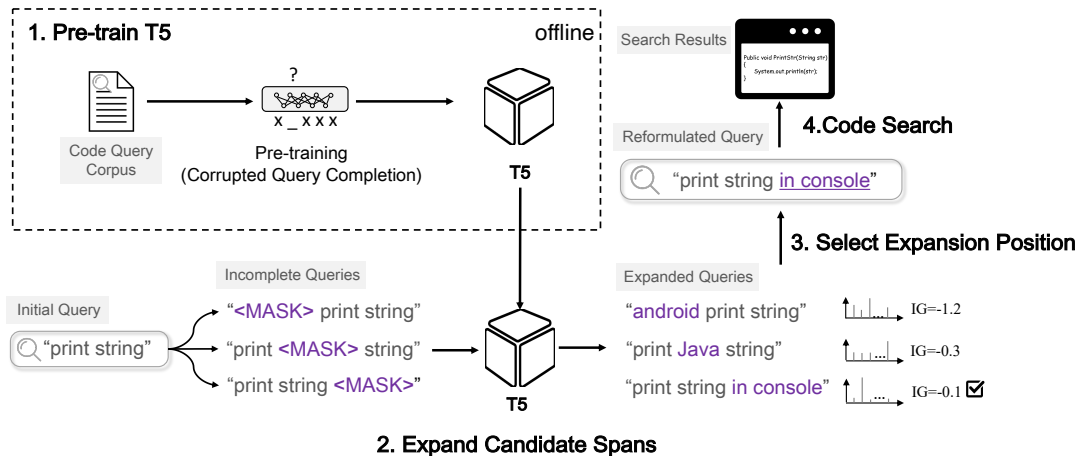 1. Pre-train T5
offline
Code Query
Corpus
?
x _ x x x
Pre-training
(Corrupted Query Completion)
T5
Search Results
Public void PrintStr(String str)
{
System.out.println(str);
}
4.Code Search
Reformulated Query
“print string in console”
3. Select Expansion Position
Initial Query
“print string”
Incomplete Queries
“<MASK> print string”
“print <MASK> string”
“print string <MASK>”
T5
Expanded Queries
“android print string”
... IG=-1.2
“print Java string”
... IG=-0.3
“print string in console”
... IG=-0.1
2. Expand Candidate Spans